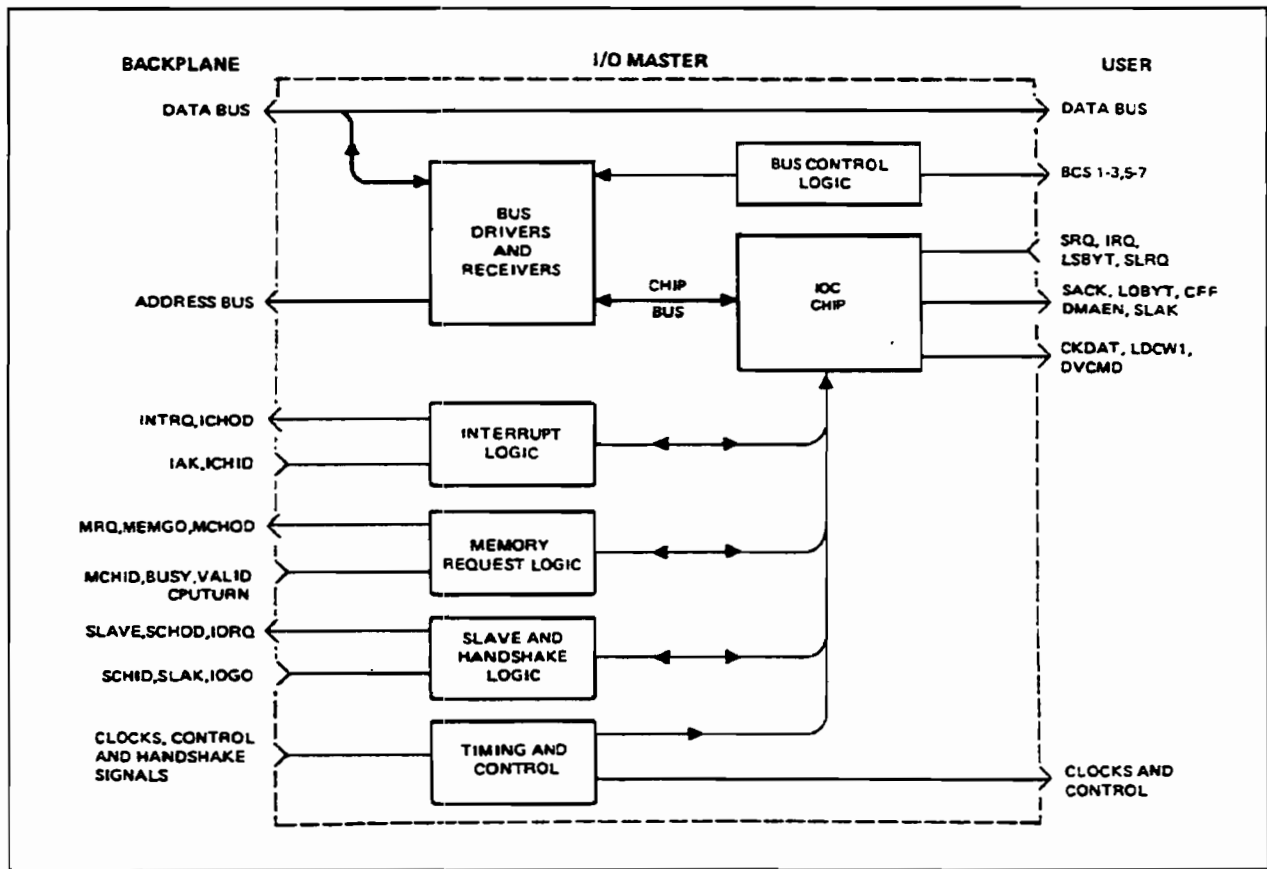 BACKPLANE
I/O MASTER
USER
DATA BUS
DATA BUS
BUS CONTROL
LOGIC
BCS 1-3,5-7
BUS
DRIVERS
AND
RECEIVERS
SRQ, IRQ,
LSBYT, SLRQ
IOC
CHIP
CHIP
BUS
SACK, LOBYT, CFF
DMAEN, SLAK
ADDRESS BUS
CKDAT, LDCW1,
DVCMD
INTRQ,ICHOD
INTERRUPT
LOGIC
IAK,ICHID
MRQ,MEMGO,MCHOD
MEMORY
REQUEST LOGIC
MCHID,BUSY,VALID
CPUTURN
SLAVE,SCHOD,IORQ
SLAVE AND
HANDSHAKE
LOGIC
SCHID,SLAK,IOGO
CLOCKS, CONTROL
AND HANDSHAKE
SIGNALS
TIMING AND
CONTROL
CLOCKS AND
CONTROL